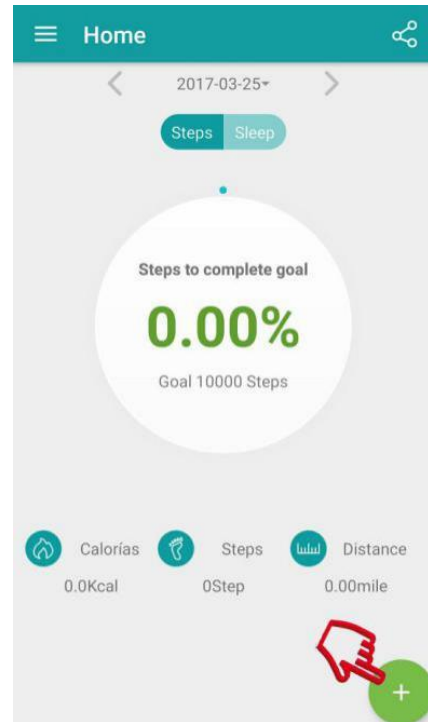 Home
2017-03-25
Steps Sleep
Steps to complete goal
0.00%
Goal 10000 Steps
Calorías Steps Distance
0.0Kcal 0Step 0.00mile
+